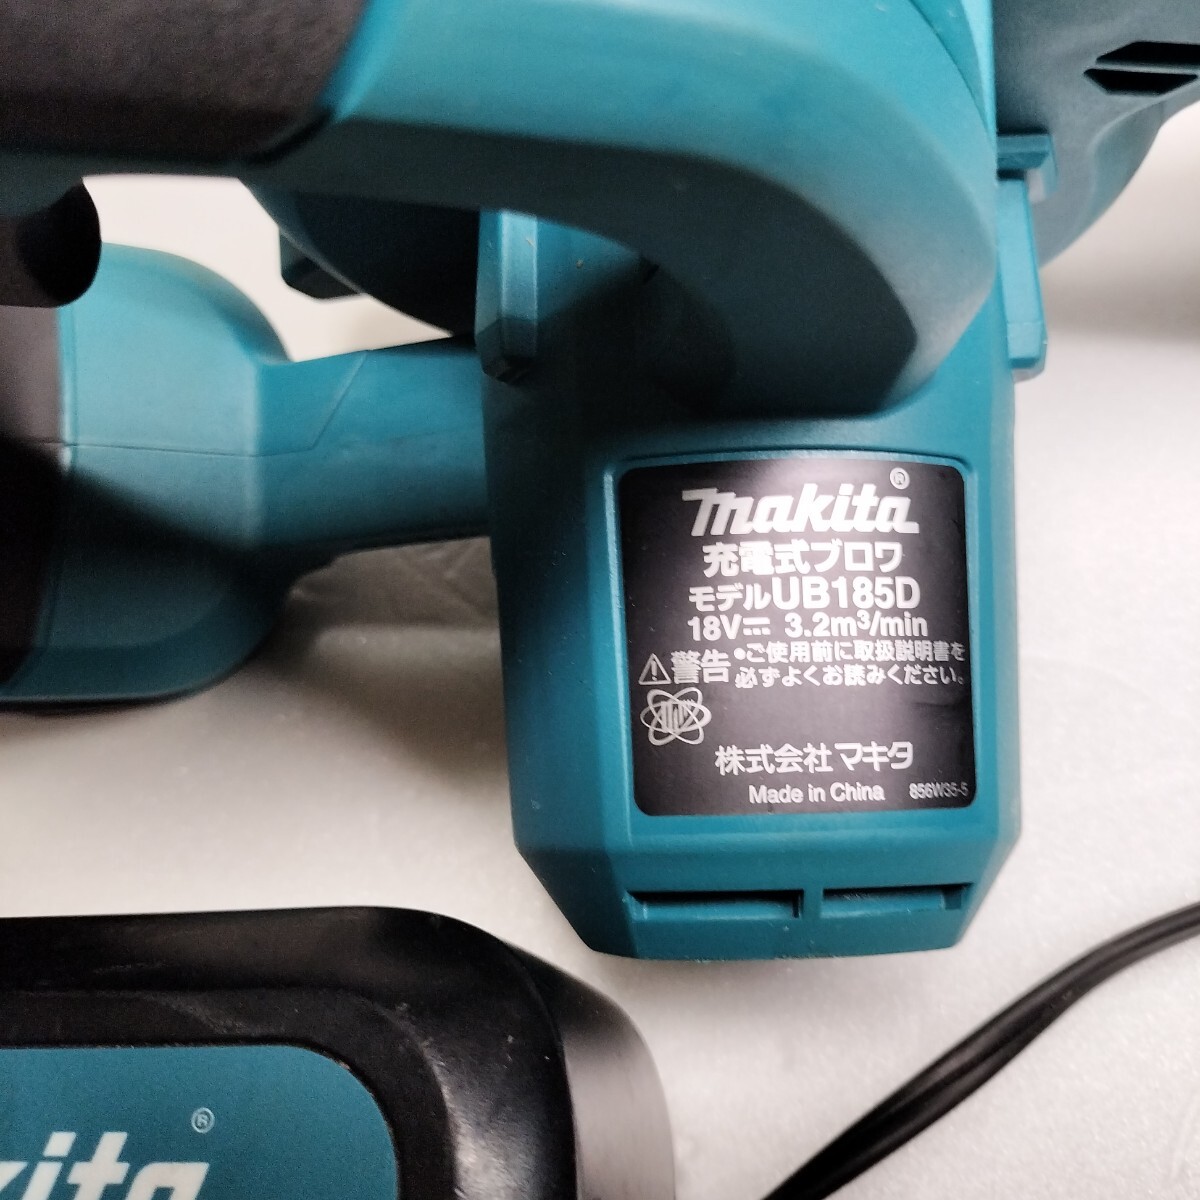 makita®
充電式ブロワ
モデルUB185D
18V⎓ 3.2m³/min
⚠警告 •ご使用前に取扱説明書を
必ずよくお読みください。
株式会社マキタ
Made in China 856W35-5
kita®